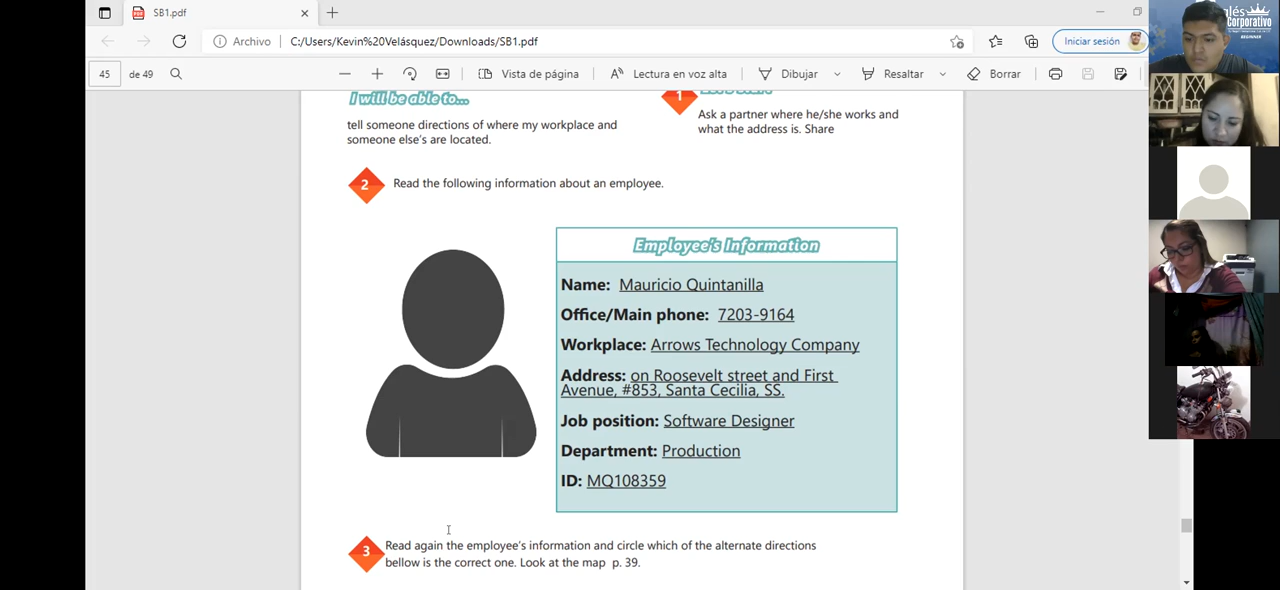 SB1.pdf
Archivo
C:/Users/Kevin%20Velásquez/Downloads/SB1.pdf
Iniciar sesión
45
de 49
Vista de página
Lectura en voz alta
Dibujar
Resaltar
Borrar
Inglés
Corporativo
BEGINNER
I will be able to...
tell someone directions of where my workplace and
someone else's are located.
1
Ask a partner where he/she works and
what the address is. Share
2
Read the following information about an employee.
Employee's Information
Name: Mauricio Quintanilla
Office/Main phone: 7203-9164
Workplace: Arrows Technology Company
Address: on Roosevelt street and First
Avenue, #853, Santa Cecilia, SS.
Job position: Software Designer
Department: Production
ID: MQ108359
3
Read again the employee's information and circle which of the alternate directions
bellow is the correct one. Look at the map p. 39.